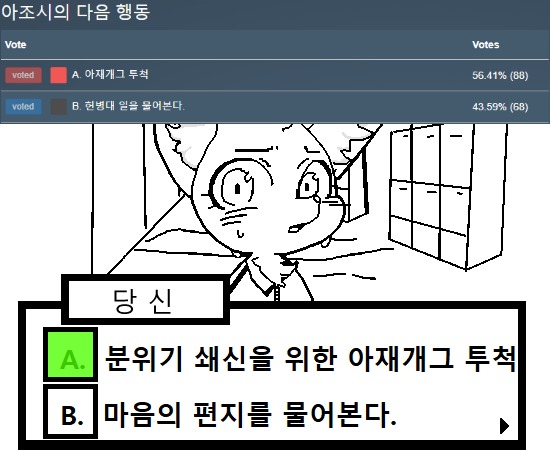 아조시의 다음 행동
Vote Votes
voted A. 아재개그 투척 56.41% (88)
voted B. 헌병대 일을 물어본다. 43.59% (68)
당 신
A. 분위기 쇄신을 위한 아재개그 투척
B. 마음의 편지를 물어본다.